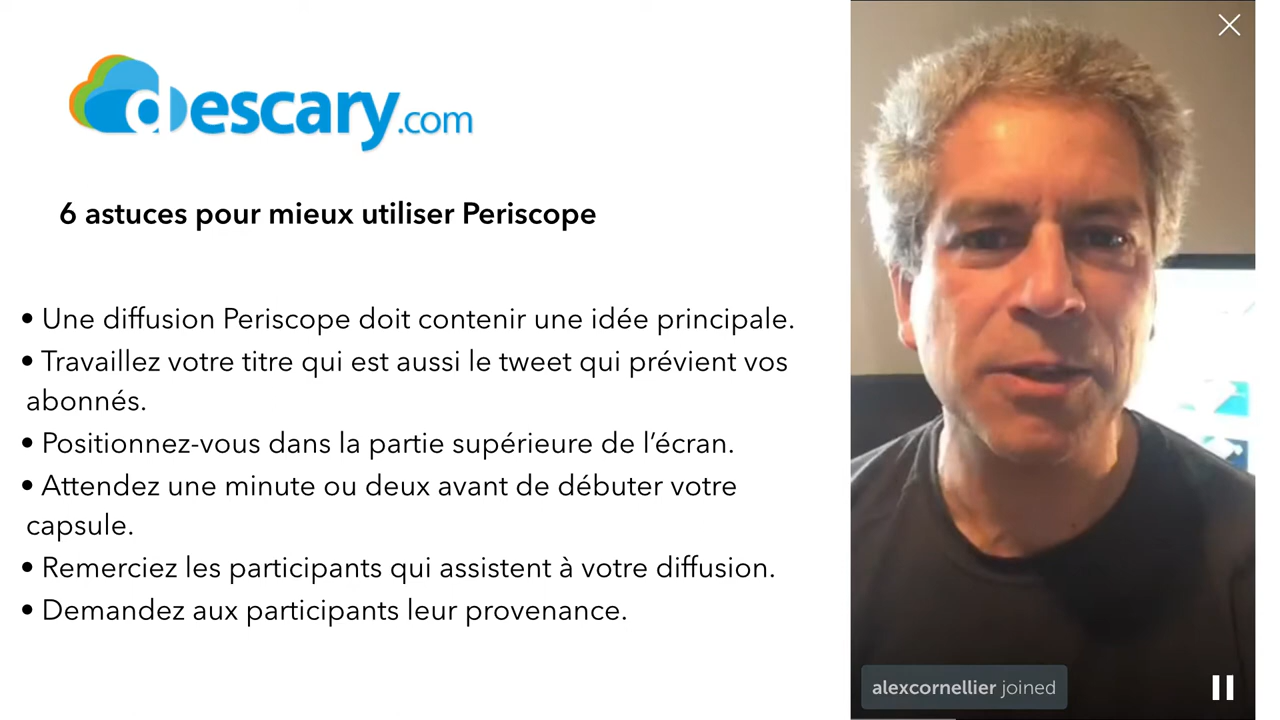 descary.com
6 astuces pour mieux utiliser Periscope
• Une diffusion Periscope doit contenir une idée principale.
• Travaillez votre titre qui est aussi le tweet qui prévient vos
abonnés.
• Positionnez-vous dans la partie supérieure de l’écran.
• Attendez une minute ou deux avant de débuter votre
capsule.
• Remerciez les participants qui assistent à votre diffusion.
• Demandez aux participants leur provenance.
alexcornellier joined